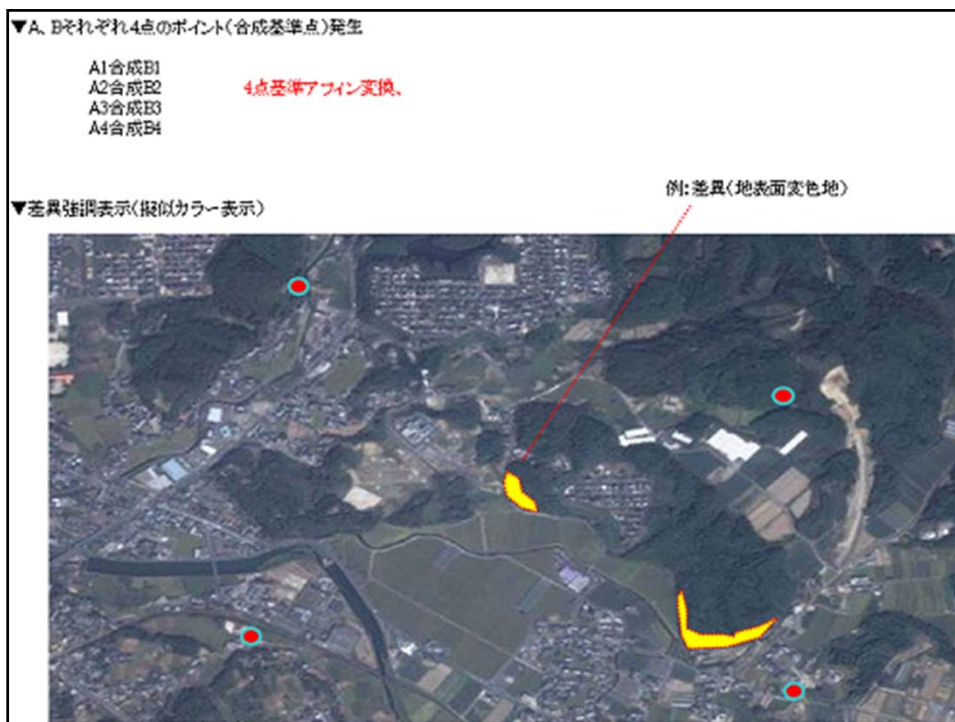 ▼A、Bそれぞれ4点のポイント(合成基準点)発生
A1合成B1
A2合成B2
4点基準アフィン変換、
A3合成B3
A4合成B4
例:差異(地表面変色地)
▼差異強調表示(擬似カラー表示)